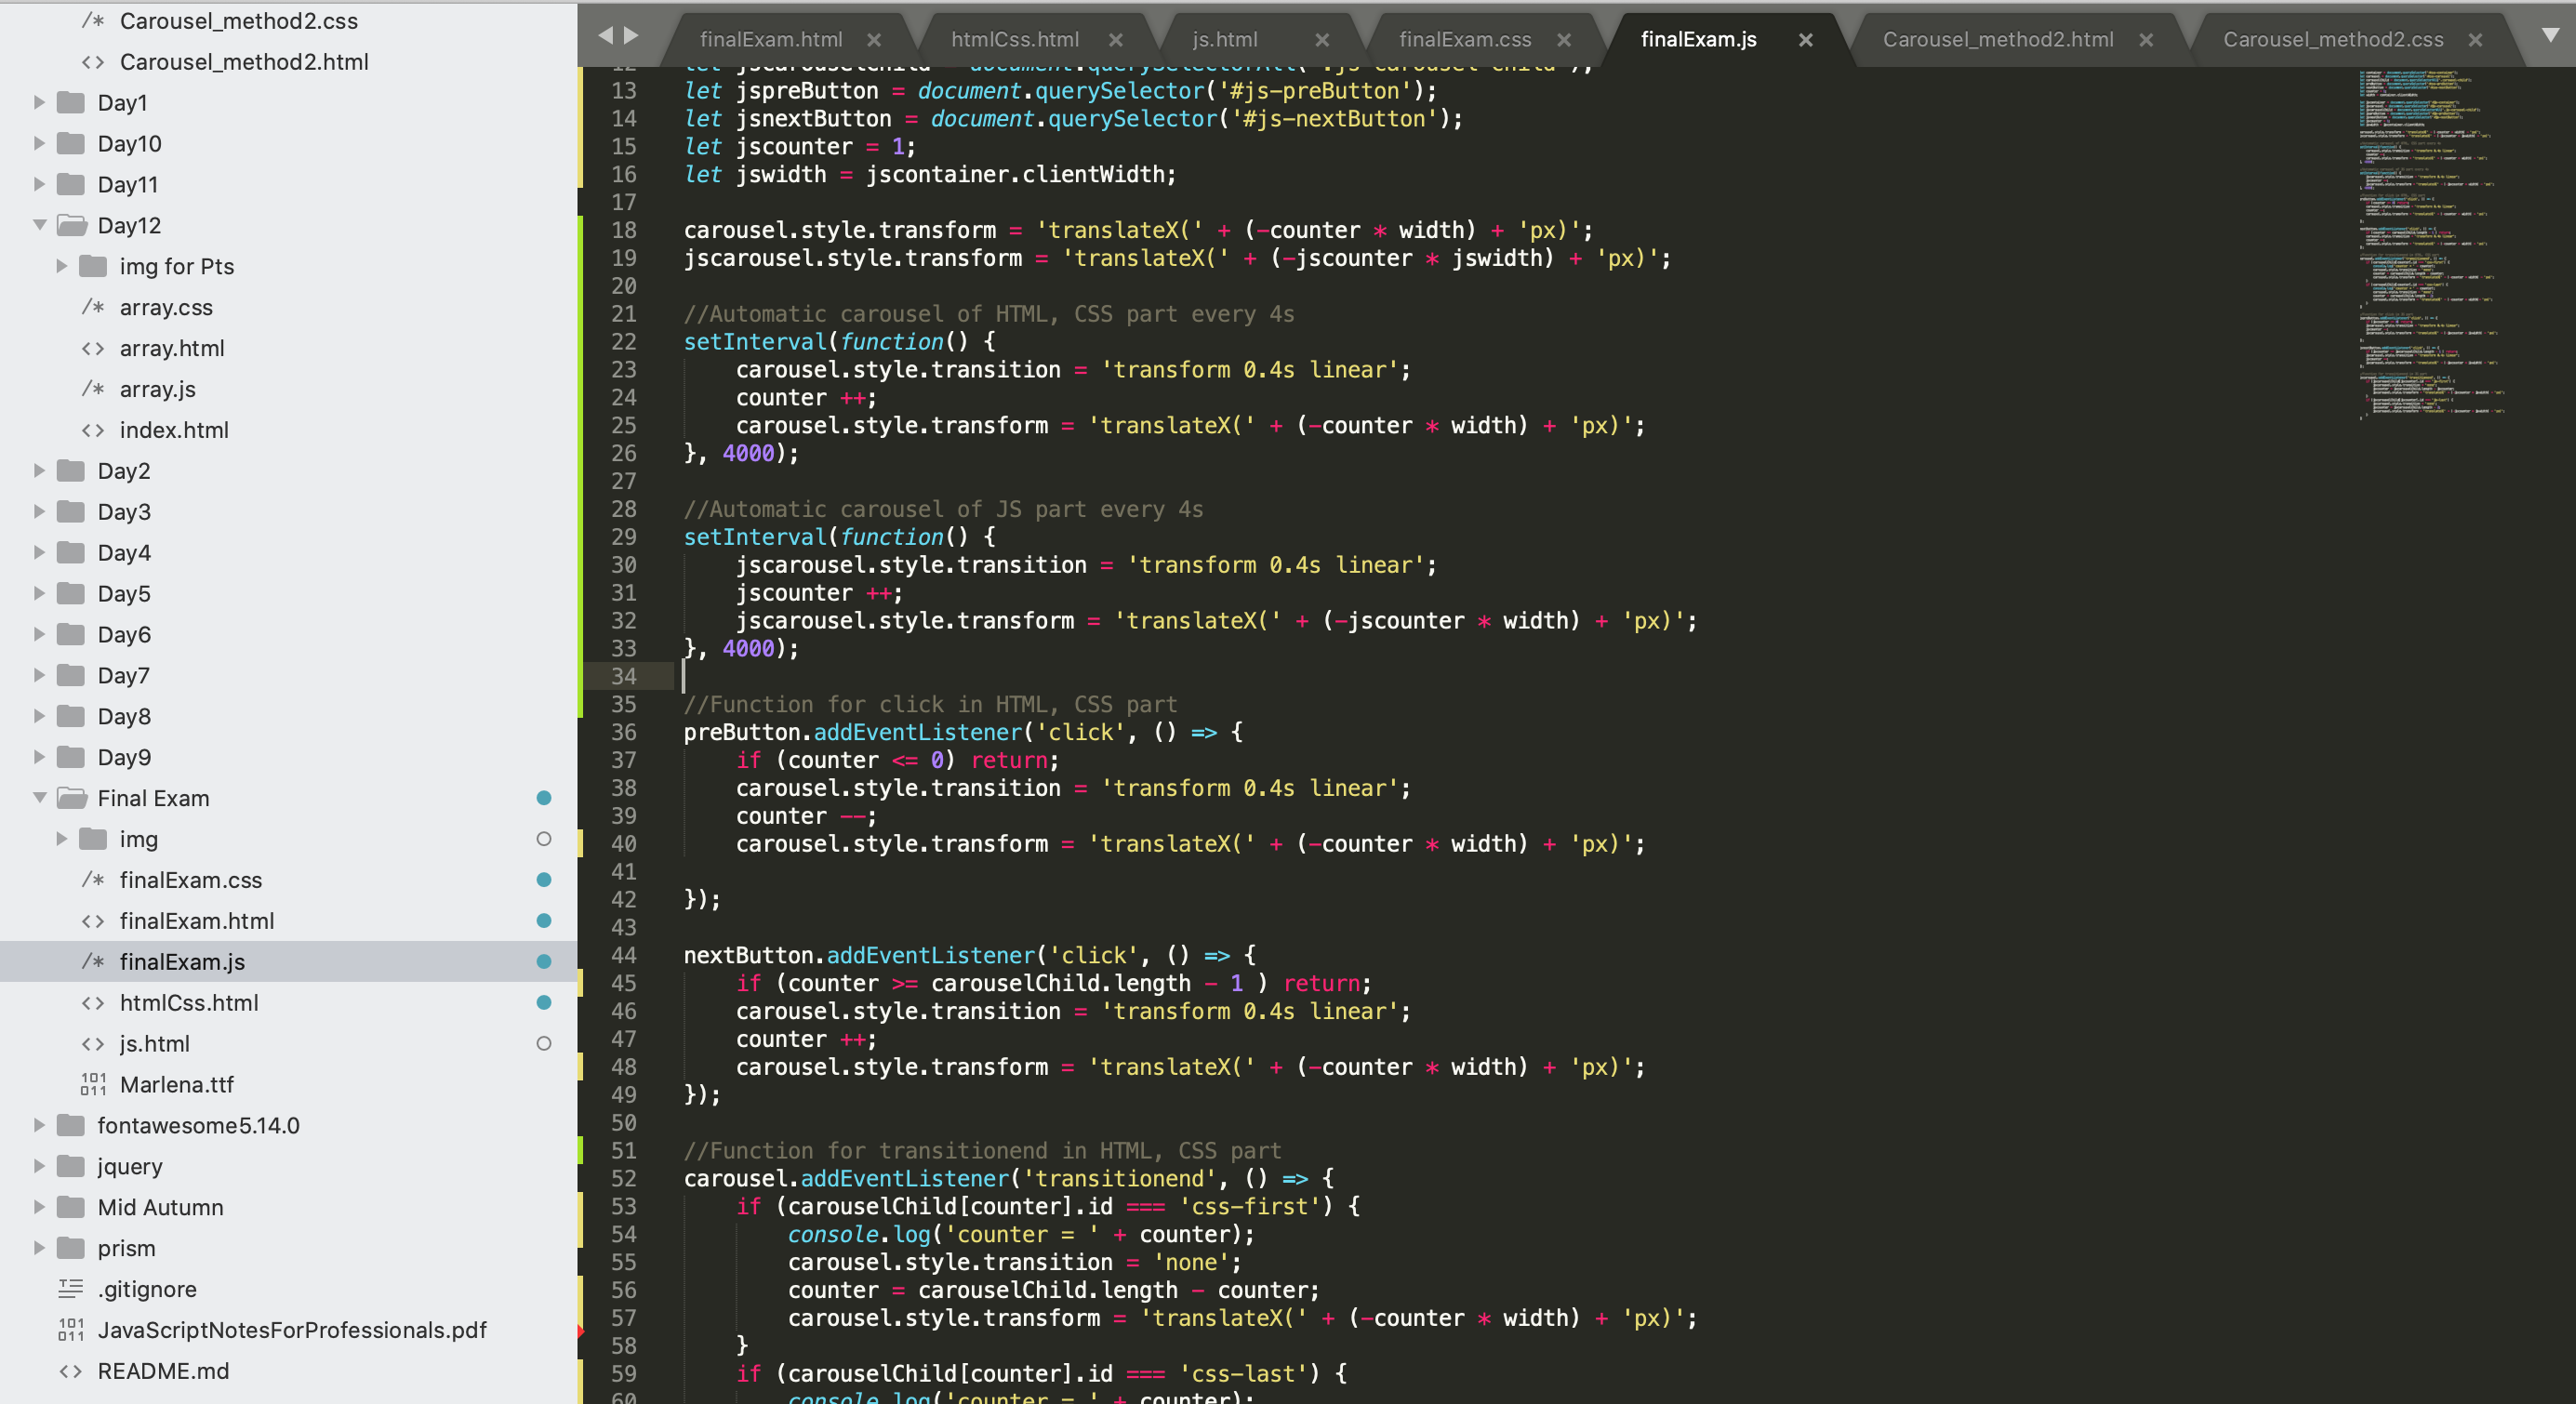 Carousel_method2.css
Carousel_method2.html
Day1
Day10
Day11
Day12
img for Pts
array.css
array.html
array.js
index.html
Day2
Day3
Day4
Day5
Day6
Day7
Day8
Day9
Final Exam
img
finalExam.css
finalExam.html
finalExam.js
htmlCss.html
js.html
Marlena.ttf
fontawesome5.14.0
jquery
Mid Autumn
prism
.gitignore
JavaScriptNotesForProfessionals.pdf
README.md
finalExam.html htmlCss.html js.html finalExam.css finalExam.js Carousel_method2.html Carousel_method2.css
13 let jspreButton = document.querySelector('#js-preButton');
14 let jsnextButton = document.querySelector('#js-nextButton');
15 let jscounter = 1;
16 let jswidth = jscontainer.clientWidth;
17
18 carousel.style.transform = 'translateX(' + (-counter * width) + 'px)';
19 jscarousel.style.transform = 'translateX(' + (-jscounter * jswidth) + 'px)';
20
21 //Automatic carousel of HTML, CSS part every 4s
22 setInterval(function() {
23 carousel.style.transition = 'transform 0.4s linear';
24 counter ++;
25 carousel.style.transform = 'translateX(' + (-counter * width) + 'px)';
26 }, 4000);
27
28 //Automatic carousel of JS part every 4s
29 setInterval(function() {
30 jscarousel.style.transition = 'transform 0.4s linear';
31 jscounter ++;
32 jscarousel.style.transform = 'translateX(' + (-jscounter * width) + 'px)';
33 }, 4000);
34
35 //Function for click in HTML, CSS part
36 preButton.addEventListener('click', () => {
37 if (counter <= 0) return;
38 carousel.style.transition = 'transform 0.4s linear';
39 counter --;
40 carousel.style.transform = 'translateX(' + (-counter * width) + 'px)';
41
42 });
43
44 nextButton.addEventListener('click', () => {
45 if (counter >= carouselChild.length - 1 ) return;
46 carousel.style.transition = 'transform 0.4s linear';
47 counter ++;
48 carousel.style.transform = 'translateX(' + (-counter * width) + 'px)';
49 });
50
51 //Function for transitionend in HTML, CSS part
52 carousel.addEventListener('transitionend', () => {
53 if (carouselChild[counter].id === 'css-first') {
54 console.log('counter = ' + counter);
55 carousel.style.transition = 'none';
56 counter = carouselChild.length - counter;
57 carousel.style.transform = 'translateX(' + (-counter * width) + 'px)';
58 }
59 if (carouselChild[counter].id === 'css-last') {
60 console.log('counter = ' + counter);